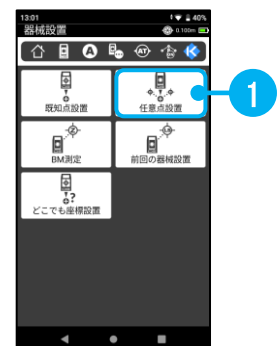 13:01 40%
器械設置 0.100m
A AT
既知点設置 任意点設置 1
BM測定 前回の器械設置
?
どこでも座標設置